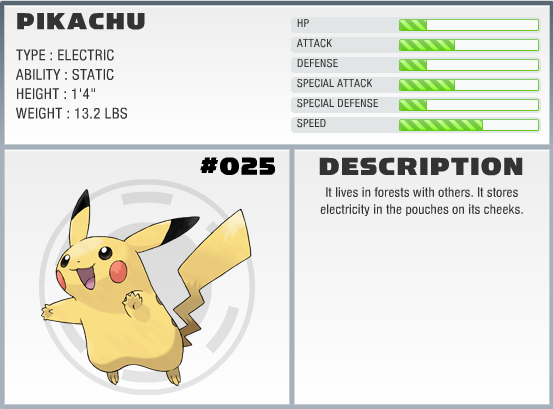 PIKACHU
TYPE : ELECTRIC
ABILITY : STATIC
HEIGHT : 1'4"
WEIGHT : 13.2 LBS
HP
ATTACK
DEFENSE
SPECIAL ATTACK
SPECIAL DEFENSE
SPEED
#025
DESCRIPTION
It lives in forests with others. It stores
electricity in the pouches on its cheeks.